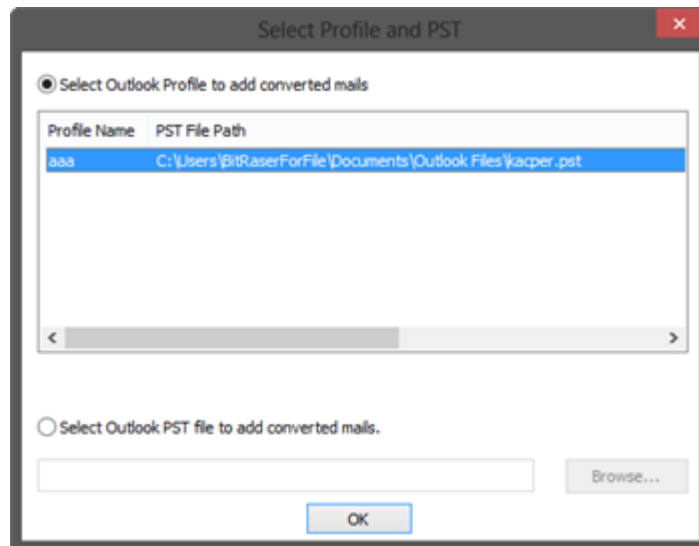 Select Profile and PST
Select Outlook Profile to add converted mails
Profile Name PST File Path
aaa C:\Users\BitRaserForFile\Documents\Outlook Files\kacper.pst
Select Outlook PST file to add converted mails.
Browse...
OK